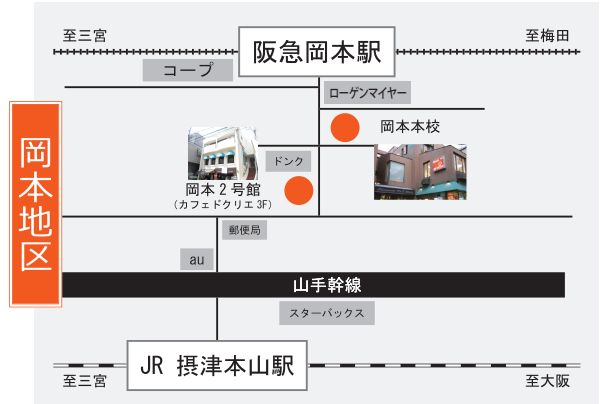 至三宮
阪急岡本駅
至梅田
コープ
ローゲンマイヤー
岡本本校
ドンク
岡本2号館
(カフェドクリエ3F)
岡本地区
郵便局
au
山手幹線
スターバックス
JR 摂津本山駅
至三宮
至大阪